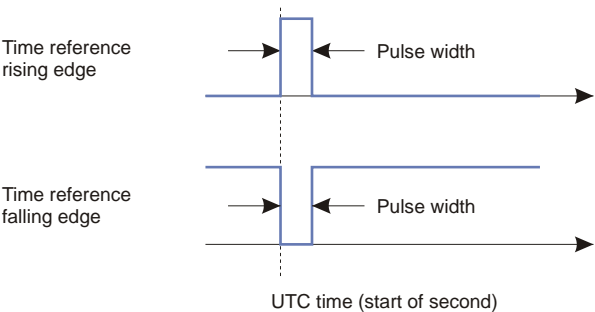 Time reference
rising edge
Pulse width
Time reference
falling edge
Pulse width
UTC time (start of second)